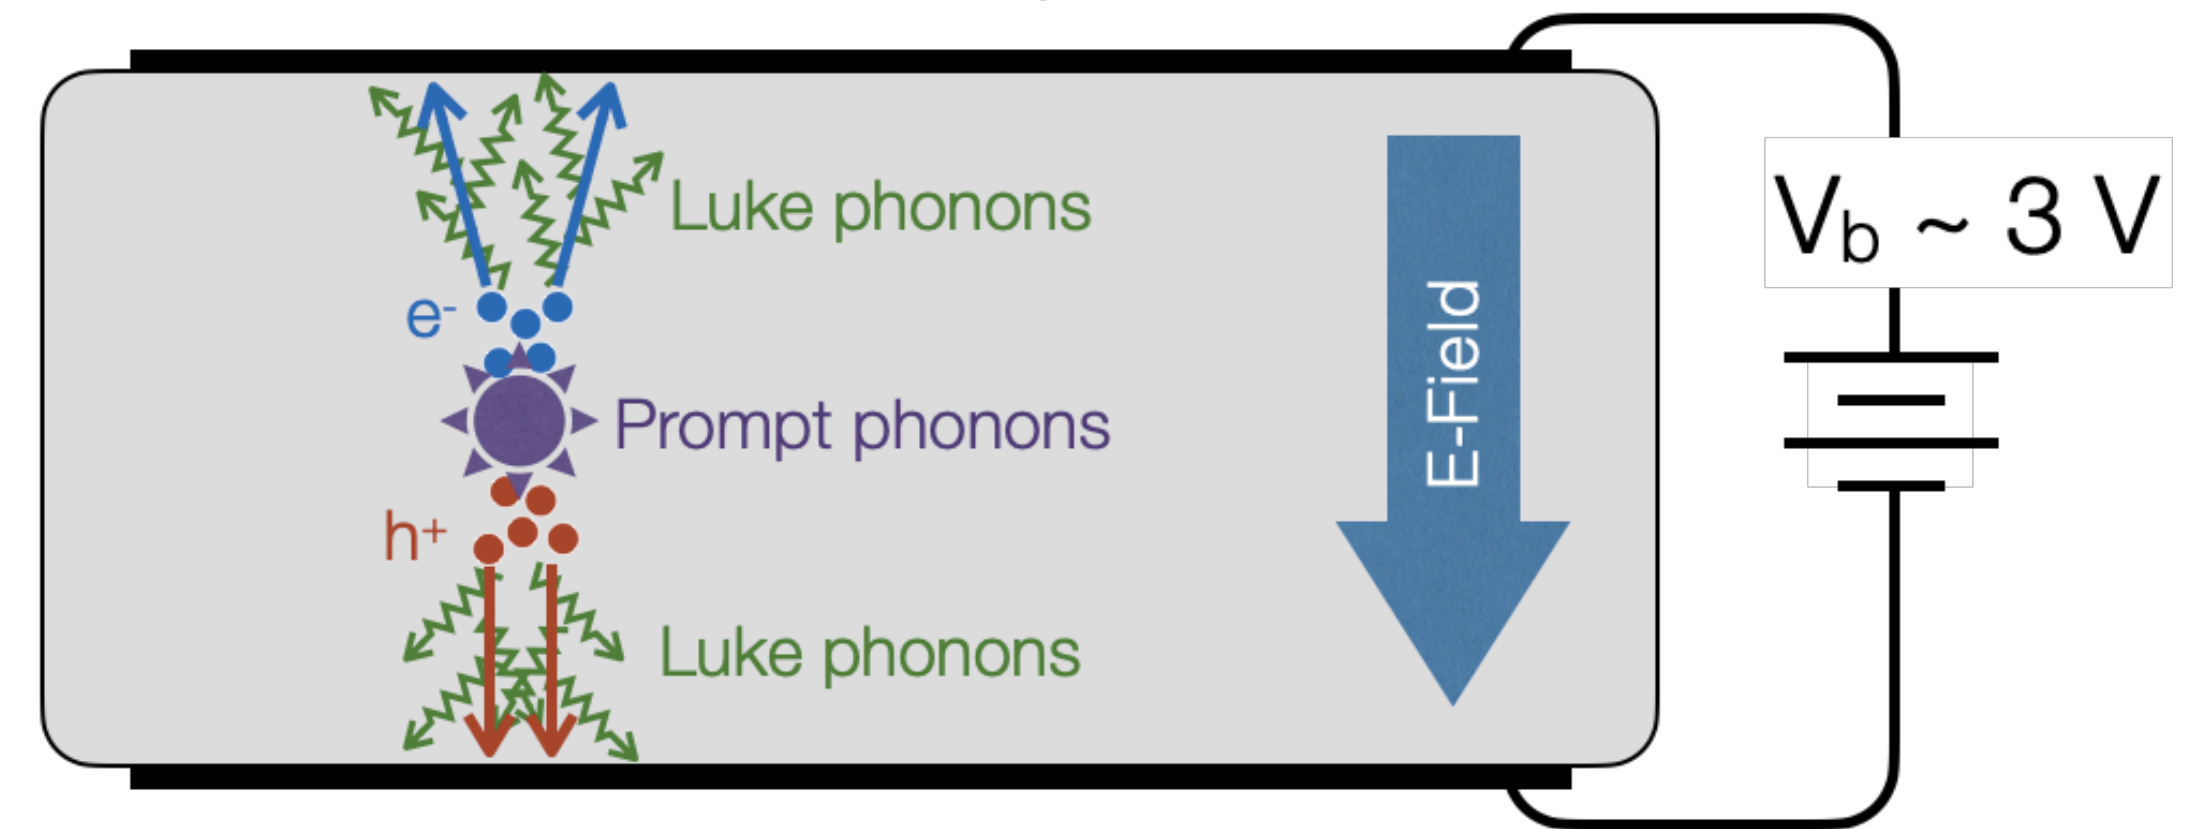 Luke phonons
e-
Prompt phonons
h+
Luke phonons
E-Field
Vb ~ 3 V